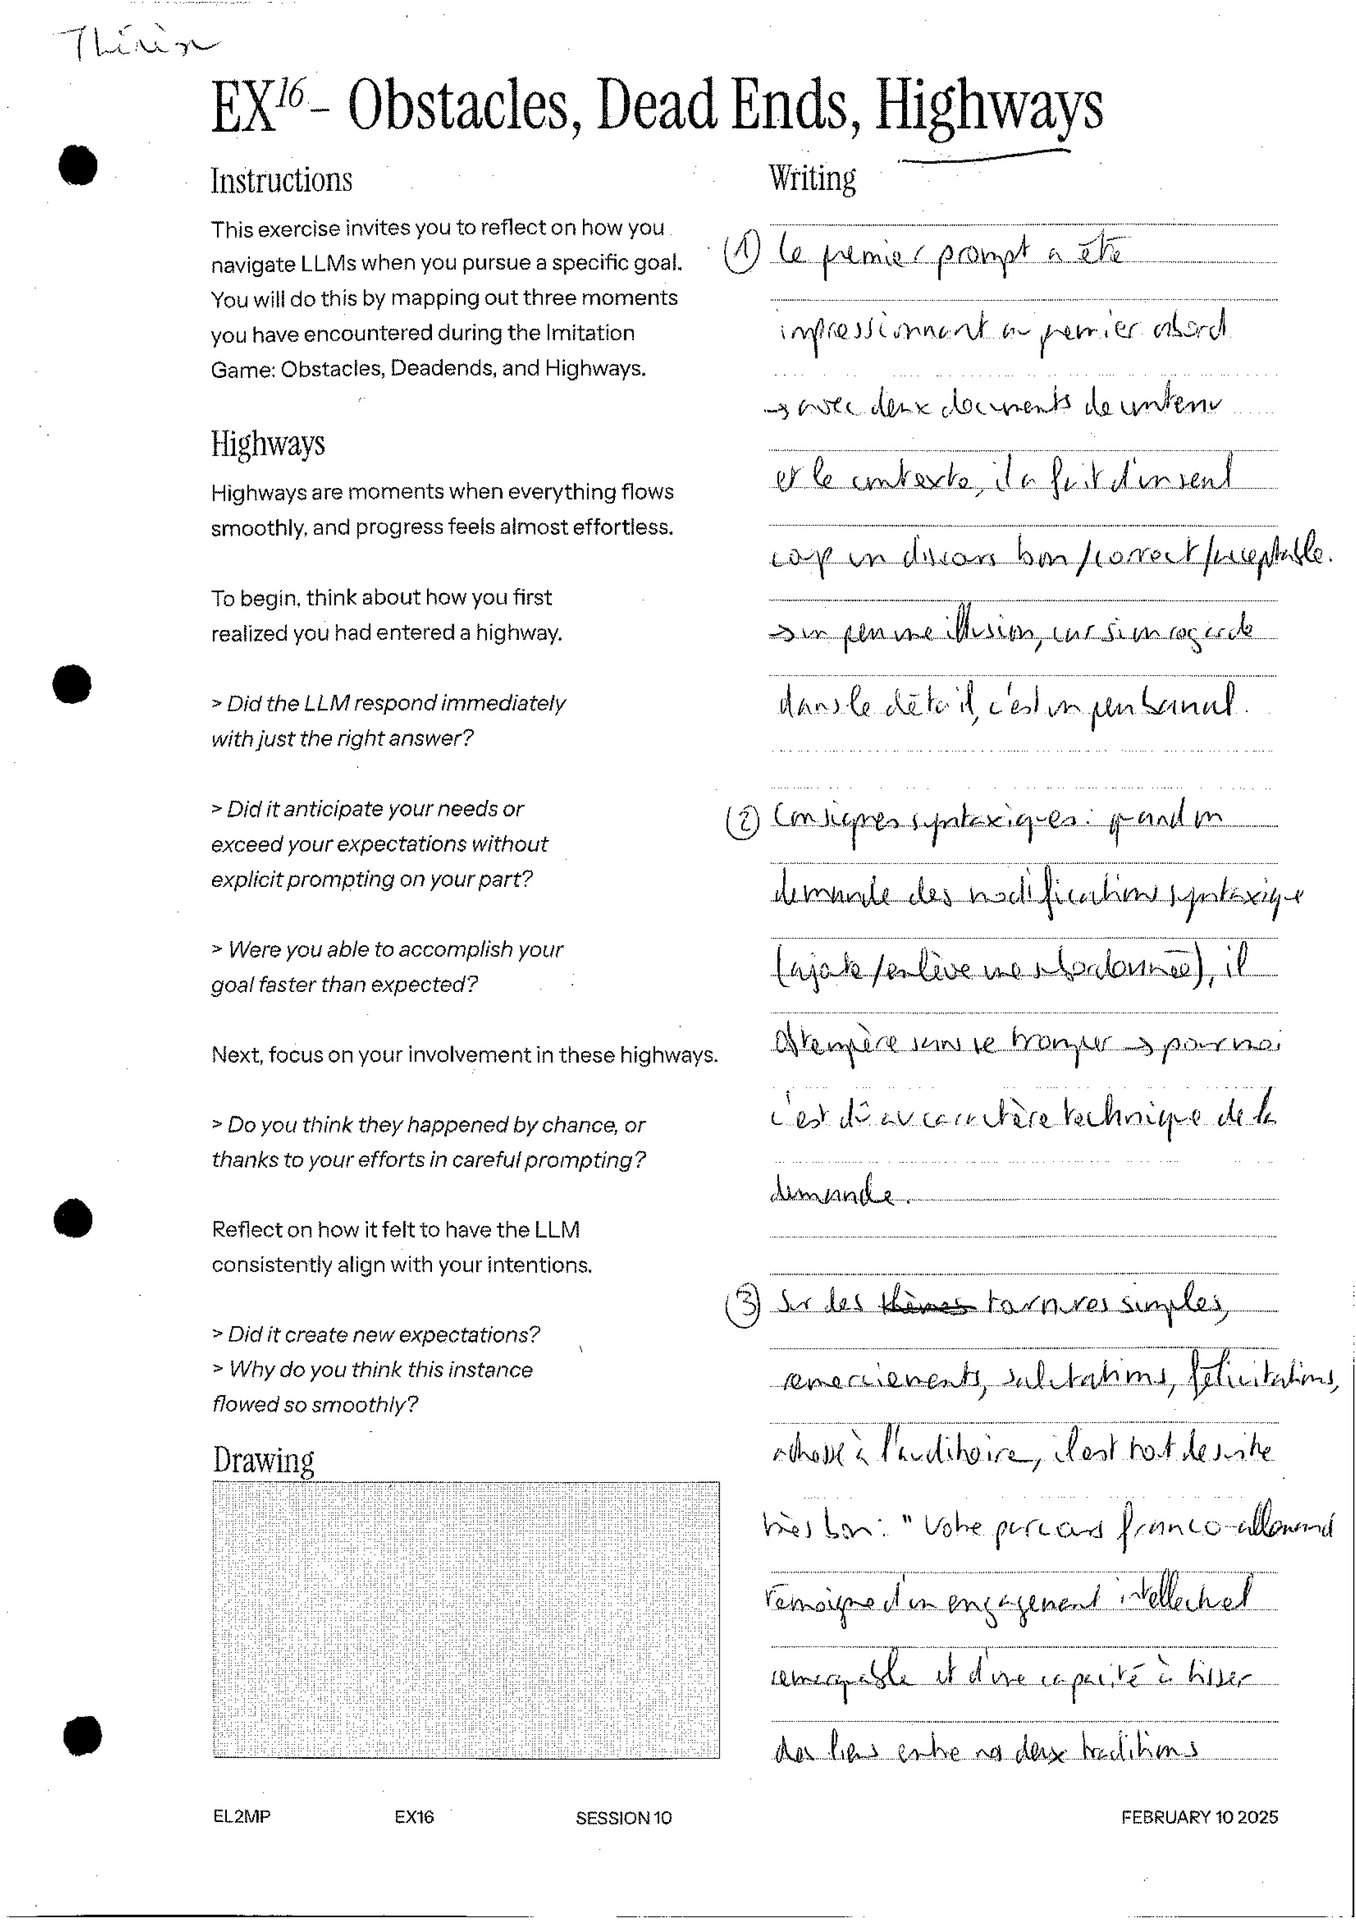 EX16 – Obstacles, Dead Ends, Highways
Instructions
This exercise invites you to reflect on how you
navigate LLMs when you pursue a specific goal.
You will do this by mapping out three moments
you have encountered during the Imitation
Game: Obstacles, Deadends, and Highways.
Highways
Highways are moments when everything flows
smoothly, and progress feels almost effortless.
To begin, think about how you first
realized you had entered a highway.
> Did the LLM respond immediately
with just the right answer?
> Did it anticipate your needs or
exceed your expectations without
explicit prompting on your part?
> Were you able to accomplish your
goal faster than expected?
Next, focus on your involvement in these highways.
> Do you think they happened by chance, or
thanks to your efforts in careful prompting?
Reflect on how it felt to have the LLM
consistently align with your intentions.
> Did it create new expectations?
> Why do you think this instance
flowed so smoothly?
Drawing
Writing
① Le premier prompt a été
impressionnant au premier abord
→ avec deux documents de contenu
et le contexte, il a fait d'un seul
coup un discours bon/correct/acceptable.
→ un peu une illusion, car si on regarde
dans le détail, c'est un peu banal.
② Consignes syntaxiques : quand on
demande des modifications syntaxique
(ajoute/enlève une subordonnée), il
obtempère sans se tromper → pour moi
c'est dû au caractère technique de la
demande.
③ Sur des thèmes tournures simples,
remerciements, salutations, félicitations,
adresse à l'auditoire, il est tout de suite
très bon : "Votre parcours franco-allemand
témoigne d'un engagement intellectuel
remarquable et d'une capacité à tisser
des liens entre nos deux traditions
EL2MP EX16 SESSION 10 FEBRUARY 10 2025